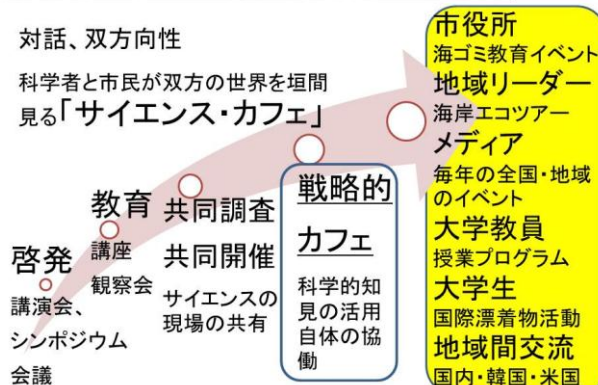 対話、双方向性
科学者と市民が双方の世界を垣間
見る「サイエンス・カフェ」
啓発
講演会、
シンポジウム
会議
教育
講座
観察会
共同調査
共同開催
サイエンスの
現場の共有
戦略的
カフェ
科学的知
見の活用
自体の協
働
市役所
海ゴミ教育イベント
地域リーダー
海岸エコツアー
メディア
毎年の全国・地域
のイベント
大学教員
授業プログラム
大学生
国際漂着物活動
地域間交流
国内・韓国・米国